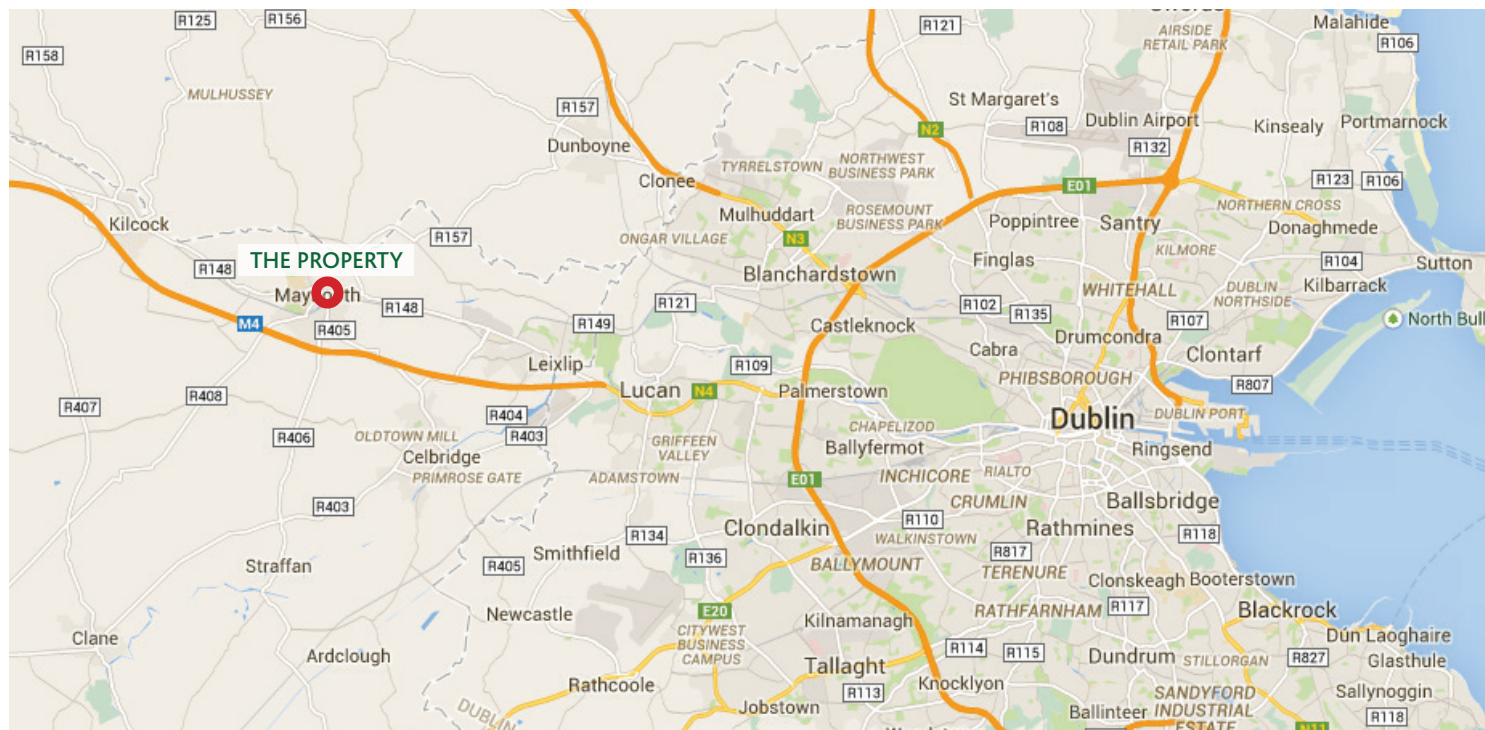 R125
R156
R121
Malahide
R158
AIRSIDE
RETAIL PARK
R106
MULHUSSEY
R157
St Margaret's
N2
R108
Dublin Airport
Kinsealy
Portmarnock
Dunboyne
R132
TYRRELSTOWN
NORTHWEST
BUSINESS PARK
Clonee
E01
R123
R106
Kilcock
Mulhuddart
ROSEMOUNT
BUSINESS PARK
Poppintree
Santry
NORTHERN CROSS
Donaghmede
R157
ONGAR VILLAGE
N3
KILMORE
THE PROPERTY
R148
Blanchardstown
Finglas
R104
Sutton
WHITEHALL
DUBLIN
NORTHSIDE
Kilbarrack
R148
R121
R102
R135
R107
North Bull
M4
R405
R149
Castleknock
Drumcondra
Leixlip
Cabra
Clontarf
R109
PHIBSBOROUGH
R807
Lucan
N4
Palmerstown
R407
R408
R404
Dublin
DUBLIN PORT
CHAPELIZOD
R406
OLDTOWN MILL
R403
GRIFFEEN
VALLEY
Ballyfermot
Ringsend
Celbridge
PRIMROSE GATE
ADAMSTOWN
E01
INCHICORE
RIALTO
CRUMLIN
Ballsbridge
R403
Clondalkin
R110
Rathmines
R118
R134
WALKINSTOWN
Smithfield
R136
R817
Straffan
R405
BALLYMOUNT
TERENURE
Clonskeagh
Booterstown
Newcastle
E20
Kilnamanagh
RATHFARNHAM
R117
Blackrock
Clane
CITYWEST
BUSINESS
CAMPUS
Dún Laoghaire
Ardclough
Tallaght
R114
R115
Dundrum
STILLORGAN
R827
Glasthule
Rathcoole
R113
Knocklyon
SANDYFORD
INDUSTRIAL
ESTATE
Sallynoggin
DUBLIN
Jobstown
Ballinteer
R118
N11